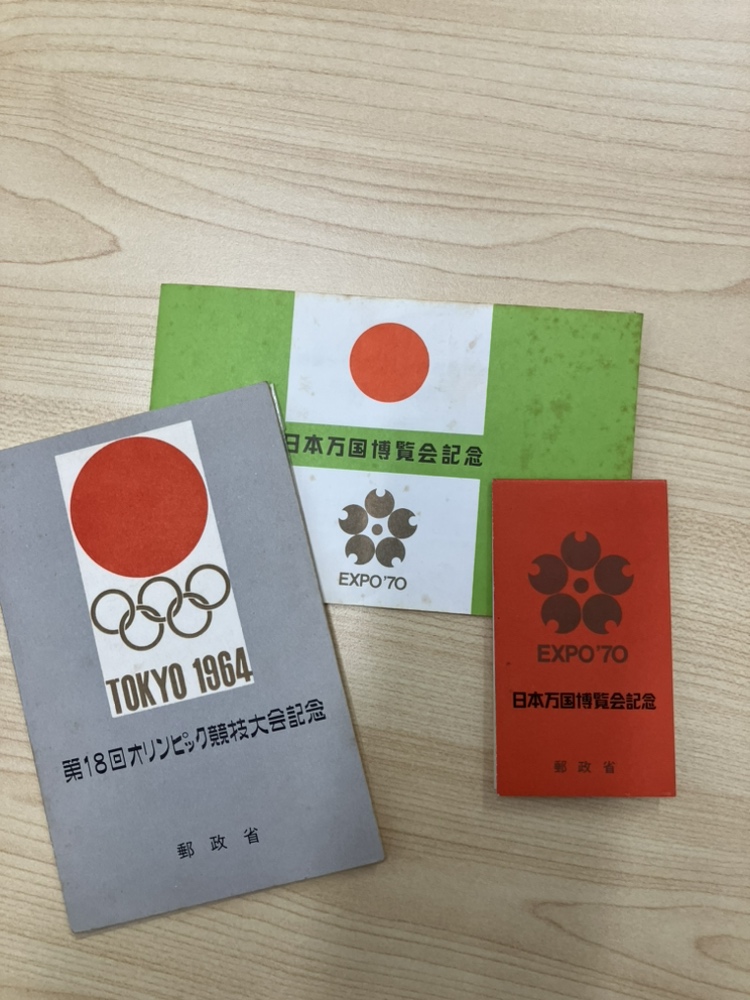 日本万国博覧会記念
EXPO'70
TOKYO 1964
第18回オリンピック競技大会記念
郵政省
EXPO'70
日本万国博覧会記念
郵政省